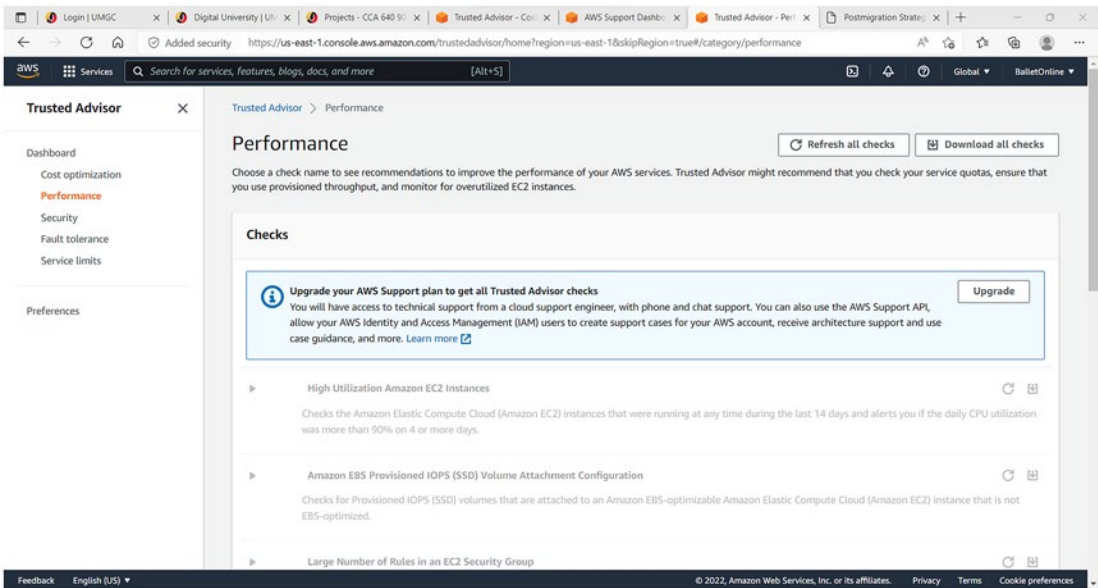 Login | UMGC
Digital University | UM
Projects - CCA 640 90
Trusted Advisor - Cos
AWS Support Dashbo
Trusted Advisor - Perf
Postmigration Strateg
Added security
https://us-east-1.console.aws.amazon.com/trustedadvisor/home?region=us-east-1&skipRegion=true#/category/performance
aws
Services
Search for services, features, blogs, docs, and more
[Alt+S]
Global
BalletOnline
Trusted Advisor
Dashboard
Cost optimization
Performance
Security
Fault tolerance
Service limits
Preferences
Trusted Advisor > Performance
Performance
Refresh all checks
Download all checks
Choose a check name to see recommendations to improve the performance of your AWS services. Trusted Advisor might recommend that you check your service quotas, ensure that
you use provisioned throughput, and monitor for overutilized EC2 instances.
Checks
Upgrade your AWS Support plan to get all Trusted Advisor checks
You will have access to technical support from a cloud support engineer, with phone and chat support. You can also use the AWS Support API,
allow your AWS Identity and Access Management (IAM) users to create support cases for your AWS account, receive architecture support and use
case guidance, and more. Learn more
Upgrade
High Utilization Amazon EC2 Instances
Checks the Amazon Elastic Compute Cloud (Amazon EC2) instances that were running at any time during the last 14 days and alerts you if the daily CPU utilization
was more than 90% on 4 or more days.
Amazon EBS Provisioned IOPS (SSD) Volume Attachment Configuration
Checks for Provisioned IOPS (SSD) volumes that are attached to an Amazon EBS-optimizable Amazon Elastic Compute Cloud (Amazon EC2) instance that is not
EBS-optimized.
Large Number of Rules in an EC2 Security Group
Feedback
English (US)
© 2022, Amazon Web Services, Inc. or its affiliates.
Privacy
Terms
Cookie preferences